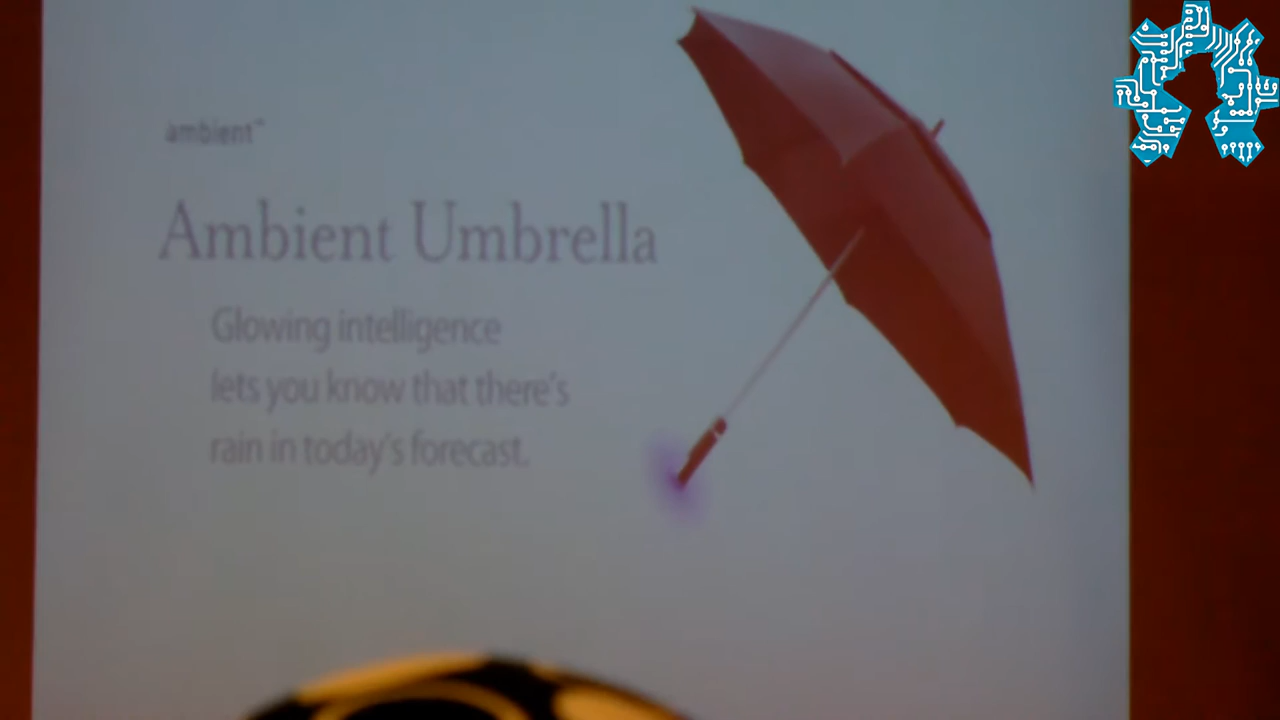 ambient™
Ambient Umbrella
Glowing intelligence
lets you know that there's
rain in today's forecast.